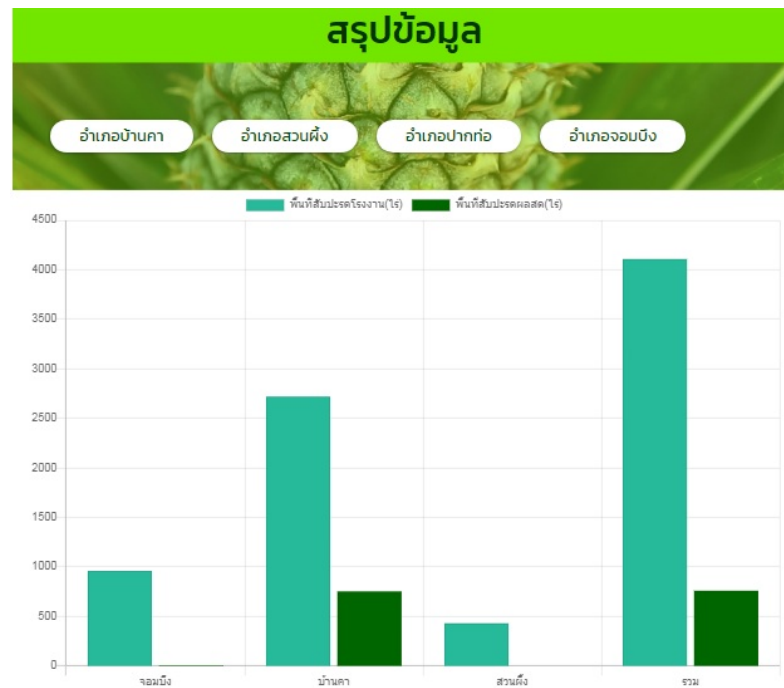 สรุปข้อมูล
อำเภอบ้านคา อำเภอสวนผึ้ง อำเภอปากท่อ อำเภอจอมบึง
พื้นที่สับปะรดโรงงาน(ไร่) พื้นที่สับปะรดผลสด(ไร่)
4500
4000
3500
3000
2500
2000
1500
1000
500
0
จอมบึง บ้านคา สวนผึ้ง รวม